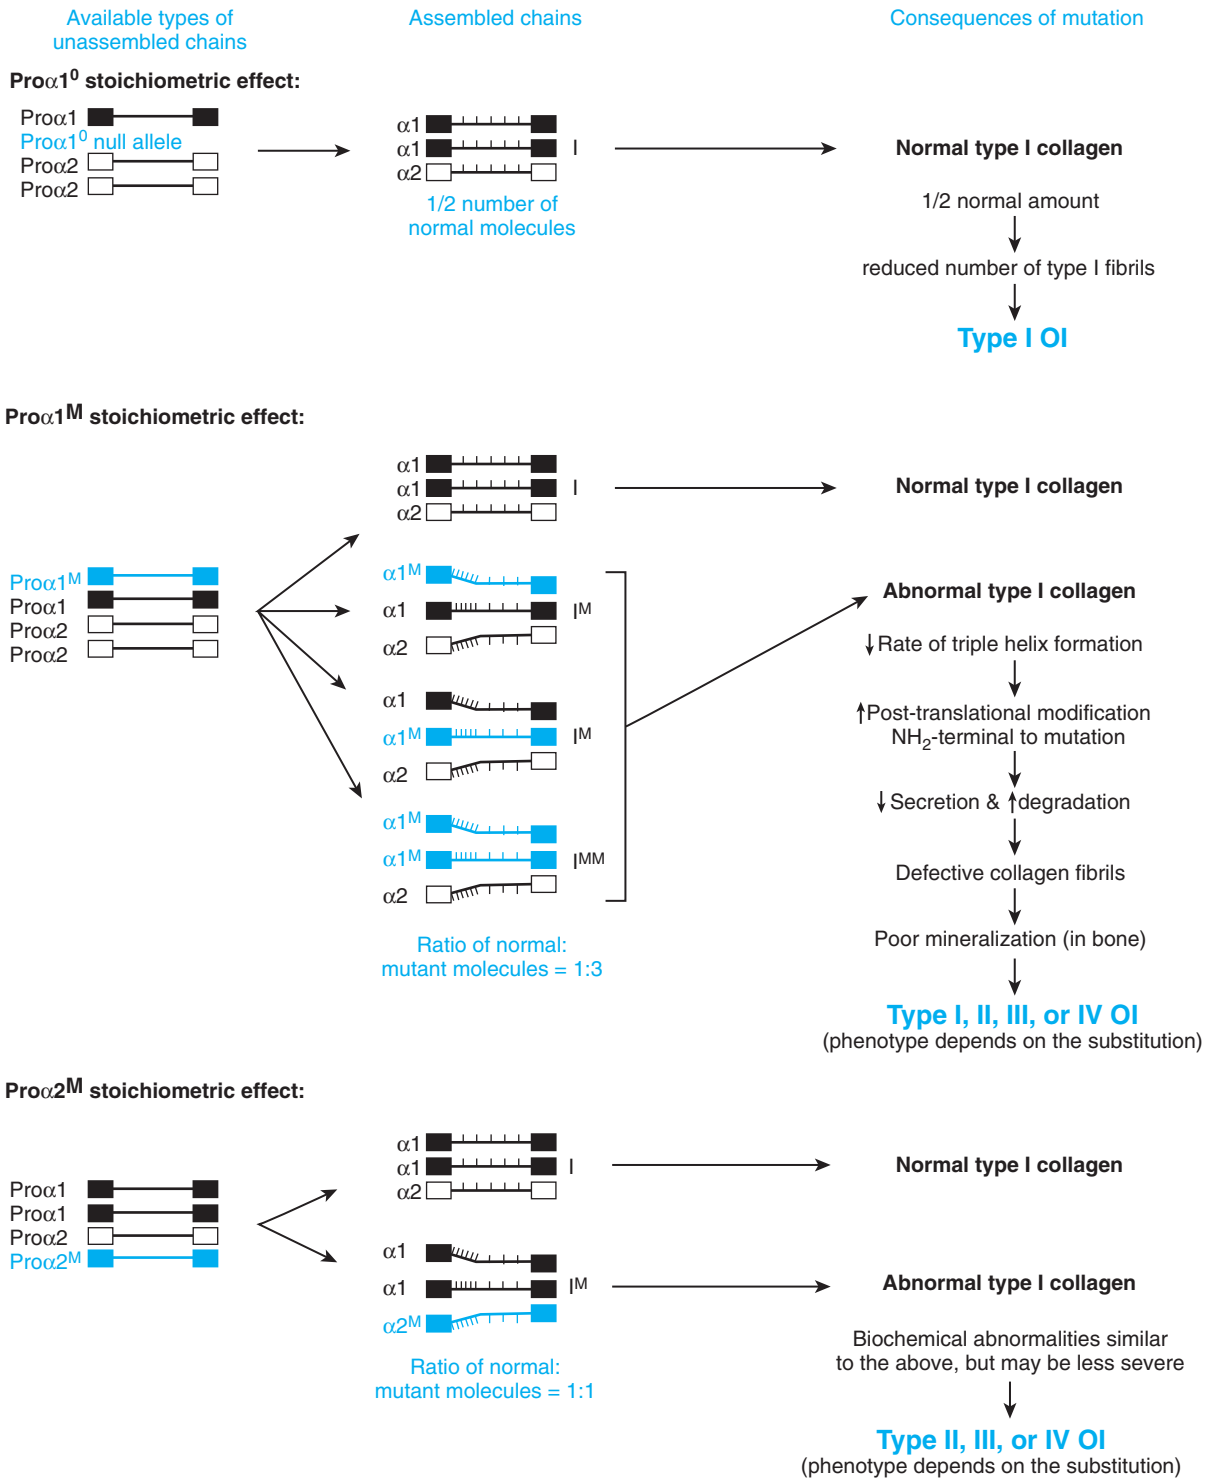 Available types of
unassembled chains
Assembled chains
Consequences of mutation
Proα1⁰ stoichiometric effect:
Proα1
Proα1⁰ null allele
Proα2
Proα2
α1
α1
α2
I
1/2 number of
normal molecules
Normal type I collagen
1/2 normal amount
reduced number of type I fibrils
Type I OI
Proα1ᴹ stoichiometric effect:
Proα1ᴹ
Proα1
Proα2
Proα2
α1
α1
α2
I
α1ᴹ
α1
α2
Iᴹ
α1
α1ᴹ
α2
Iᴹ
α1ᴹ
α1ᴹ
α2
Iᴹᴹ
Ratio of normal:
mutant molecules = 1:3
Normal type I collagen
Abnormal type I collagen
↓Rate of triple helix formation
↑Post-translational modification
NH₂-terminal to mutation
↓ Secretion & ↑degradation
Defective collagen fibrils
Poor mineralization (in bone)
Type I, II, III, or IV OI
(phenotype depends on the substitution)
Proα2ᴹ stoichiometric effect:
Proα1
Proα1
Proα2
Proα2ᴹ
α1
α1
α2
I
α1
α1
α2ᴹ
Iᴹ
Ratio of normal:
mutant molecules = 1:1
Normal type I collagen
Abnormal type I collagen
Biochemical abnormalities similar
to the above, but may be less severe
Type II, III, or IV OI
(phenotype depends on the substitution)